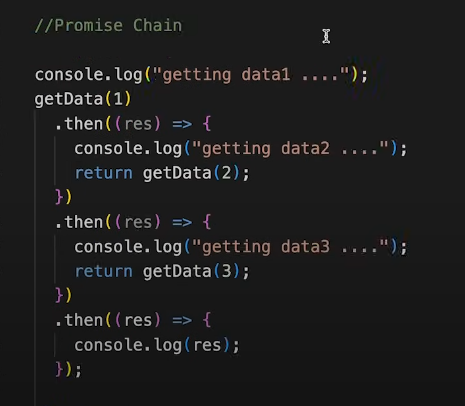 //Promise Chain
console.log("getting data1 ....");
getData(1)
.then((res) => {
console.log("getting data2 ....");
return getData(2);
})
.then((res) => {
console.log("getting data3 ....");
return getData(3);
})
.then((res) => {
console.log(res);
});